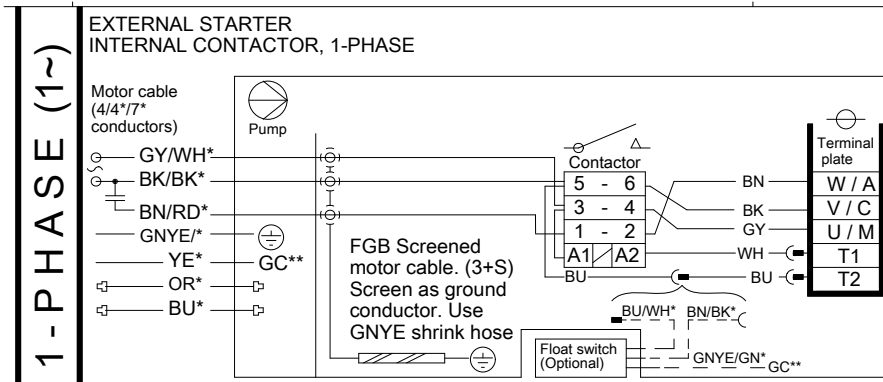 EXTERNAL STARTER
INTERNAL CONTACTOR, 1-PHASE
1-PHASE (1~)
Motor cable
(4/4*/7*
conductors)
Pump
GY/WH*
BK/BK*
BN/RD*
GNYE/*
YE*
GC**
OR*
BU*
FGB Screened
motor cable. (3+S)
Screen as ground
conductor. Use
GNYE shrink hose
Contactor
5 - 6
3 - 4
1 - 2
A1 A2
BU
BN
BK
GY
WH
BU
Terminal
plate
W / A
V / C
U / M
T1
T2
BU/WH*
BN/BK*
Float switch
(Optional)
GNYE/GN*
GC**